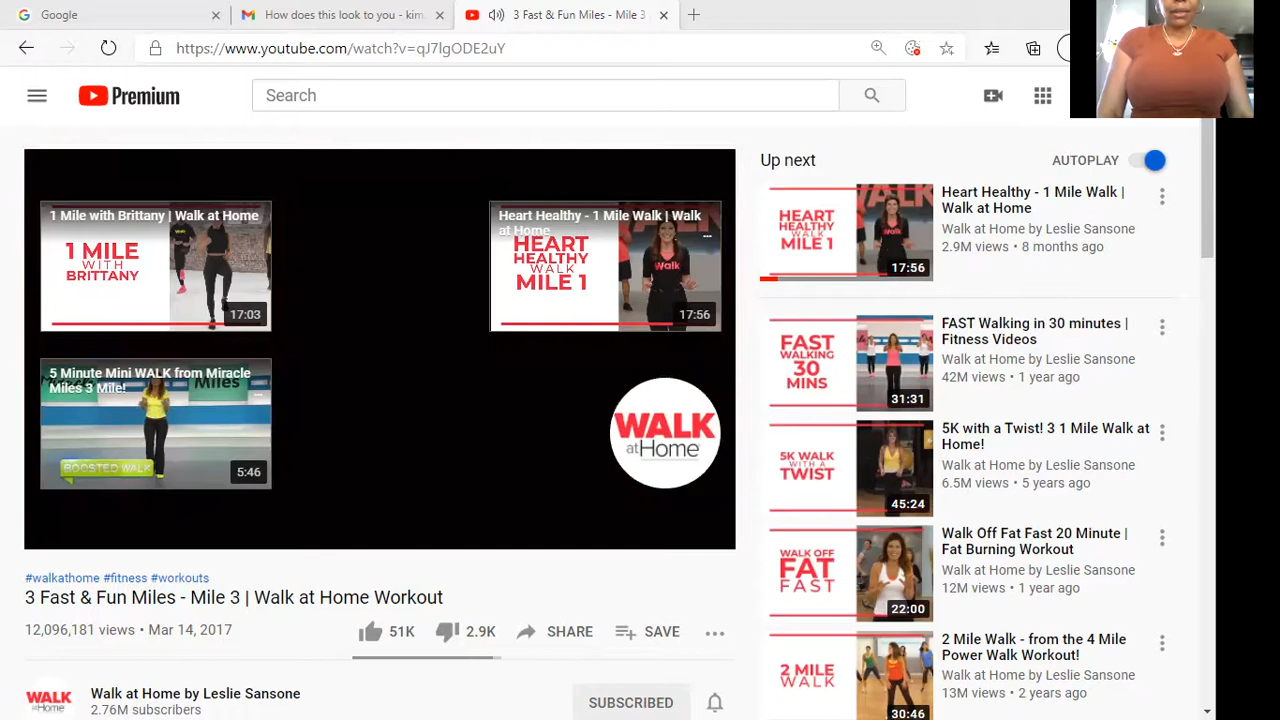 Google
How does this look to you - kim.
3 Fast & Fun Miles - Mile 3
https://www.youtube.com/watch?v=qJ7lgODE2uY
Premium
Search
1 Mile with Brittany | Walk at Home
1 MILE
WITH
BRITTANY
17:03
Heart Healthy - 1 Mile Walk | Walk
at Home
HEART
HEALTHY
WALK
MILE 1
Walk
17:56
5 Minute Mini WALK from Miracle
Miles 3 Mile!
Miles
BOOSTED WALK
5:46
WALK
at Home
#walkathome #fitness #workouts
3 Fast & Fun Miles - Mile 3 | Walk at Home Workout
12,096,181 views • Mar 14, 2017
51K
2.9K
SHARE
SAVE
WALK
Walk at Home by Leslie Sansone
2.76M subscribers
SUBSCRIBED
Up next
AUTOPLAY
HEART
HEALTHY
WALK
MILE 1
Walk
17:56
Heart Healthy - 1 Mile Walk |
Walk at Home
Walk at Home by Leslie Sansone
2.9M views • 8 months ago
FAST
WALKING
30
MINS
31:31
FAST Walking in 30 minutes |
Fitness Videos
Walk at Home by Leslie Sansone
42M views • 1 year ago
5K WALK
WITH A
TWIST
45:24
5K with a Twist! 3 1 Mile Walk at
Home!
Walk at Home by Leslie Sansone
6.5M views • 5 years ago
WALK OFF
FAT
FAST
22:00
Walk Off Fat Fast 20 Minute |
Fat Burning Workout
Walk at Home by Leslie Sansone
12M views • 1 year ago
2 MILE
WALK
30:46
2 Mile Walk - from the 4 Mile
Power Walk Workout!
Walk at Home by Leslie Sansone
13M views • 2 years ago